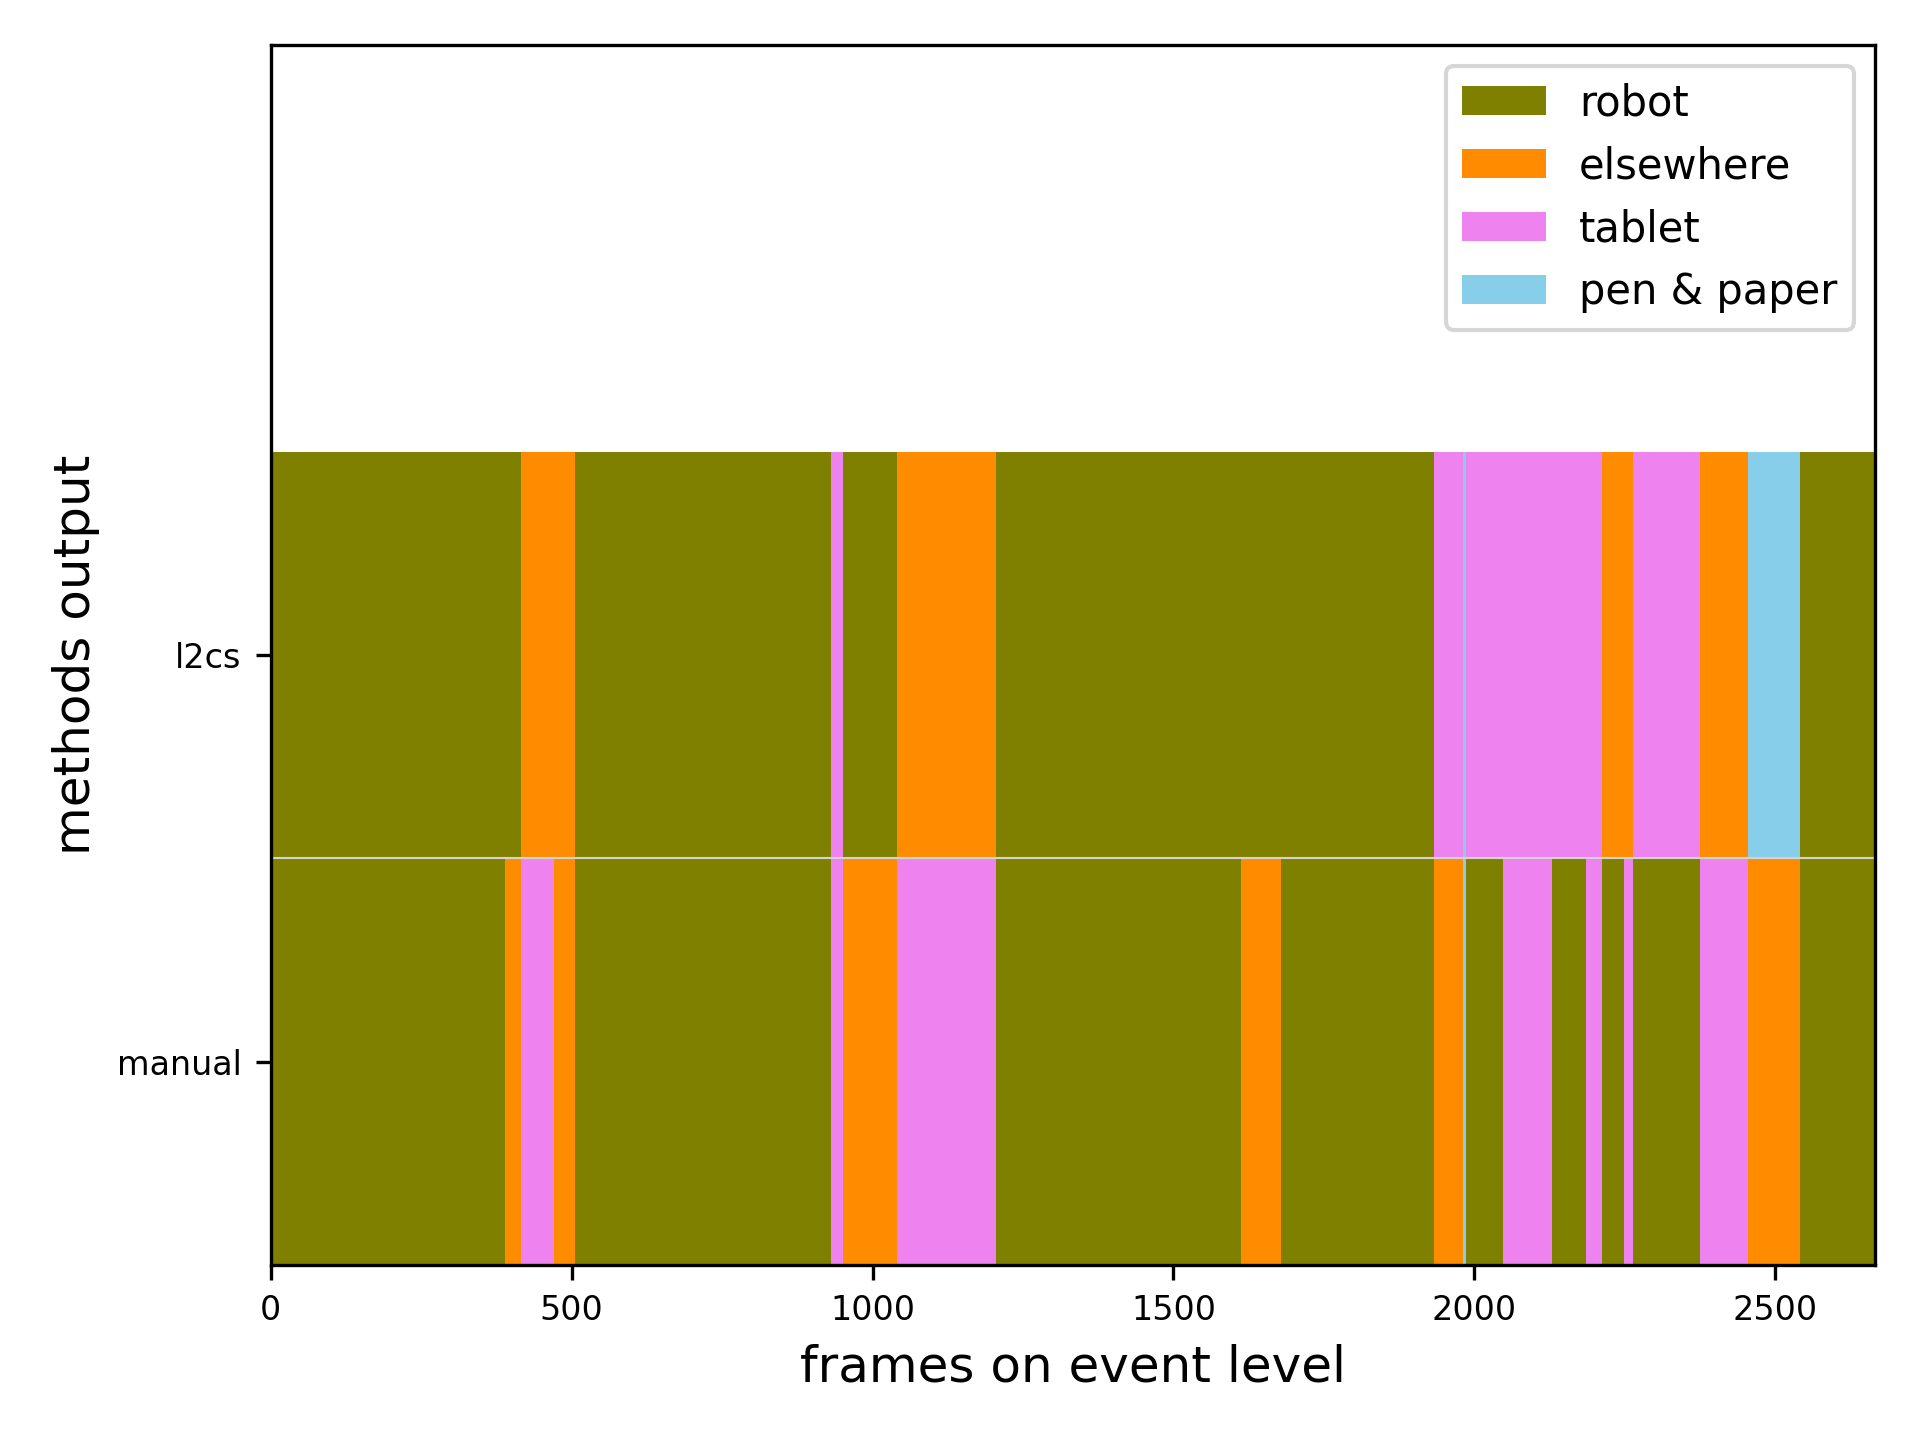 robot
elsewhere
tablet
pen & paper
methods output
l2cs
manual
0 500 1000 1500 2000 2500
frames on event level